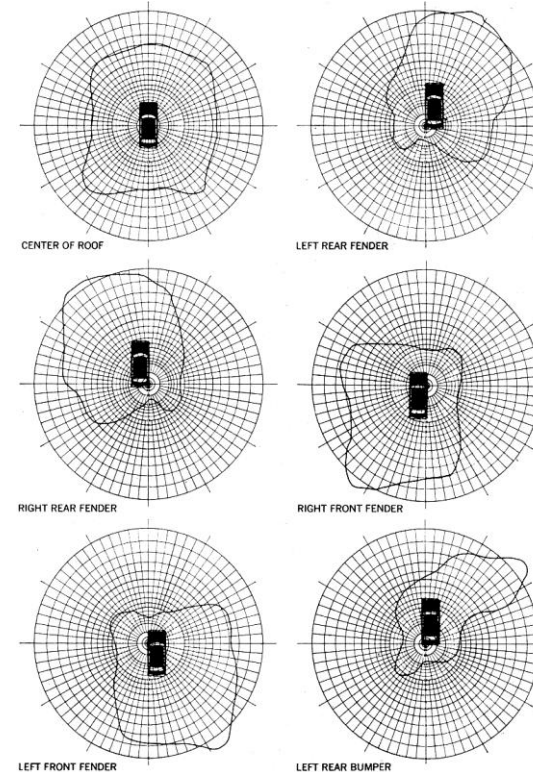 CENTER OF ROOF
LEFT REAR FENDER
RIGHT REAR FENDER
RIGHT FRONT FENDER
LEFT FRONT FENDER
LEFT REAR BUMPER